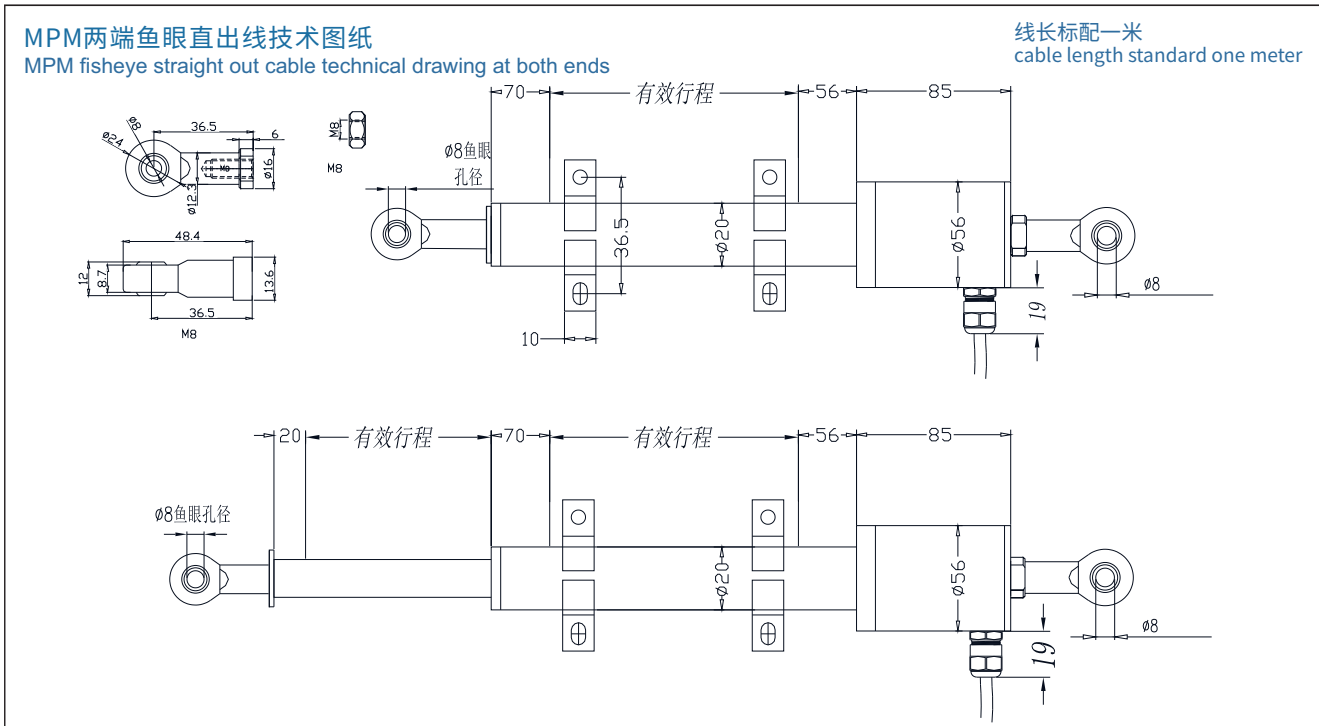 MPM两端鱼眼直出线技术图纸
MPM fisheye straight out cable technical drawing at both ends
线长标配一米
cable length standard one meter
70
有效行程
56
85
ø8
36.5
6
ø24
M8
ø16
ø12.3
M8
M8
ø8鱼眼
孔径
36.5
ø20
ø56
ø8
19
10
48.4
12
8.7
13.6
36.5
M8
20
有效行程
70
有效行程
56
85
ø8鱼眼孔径
ø20
ø56
ø8
19